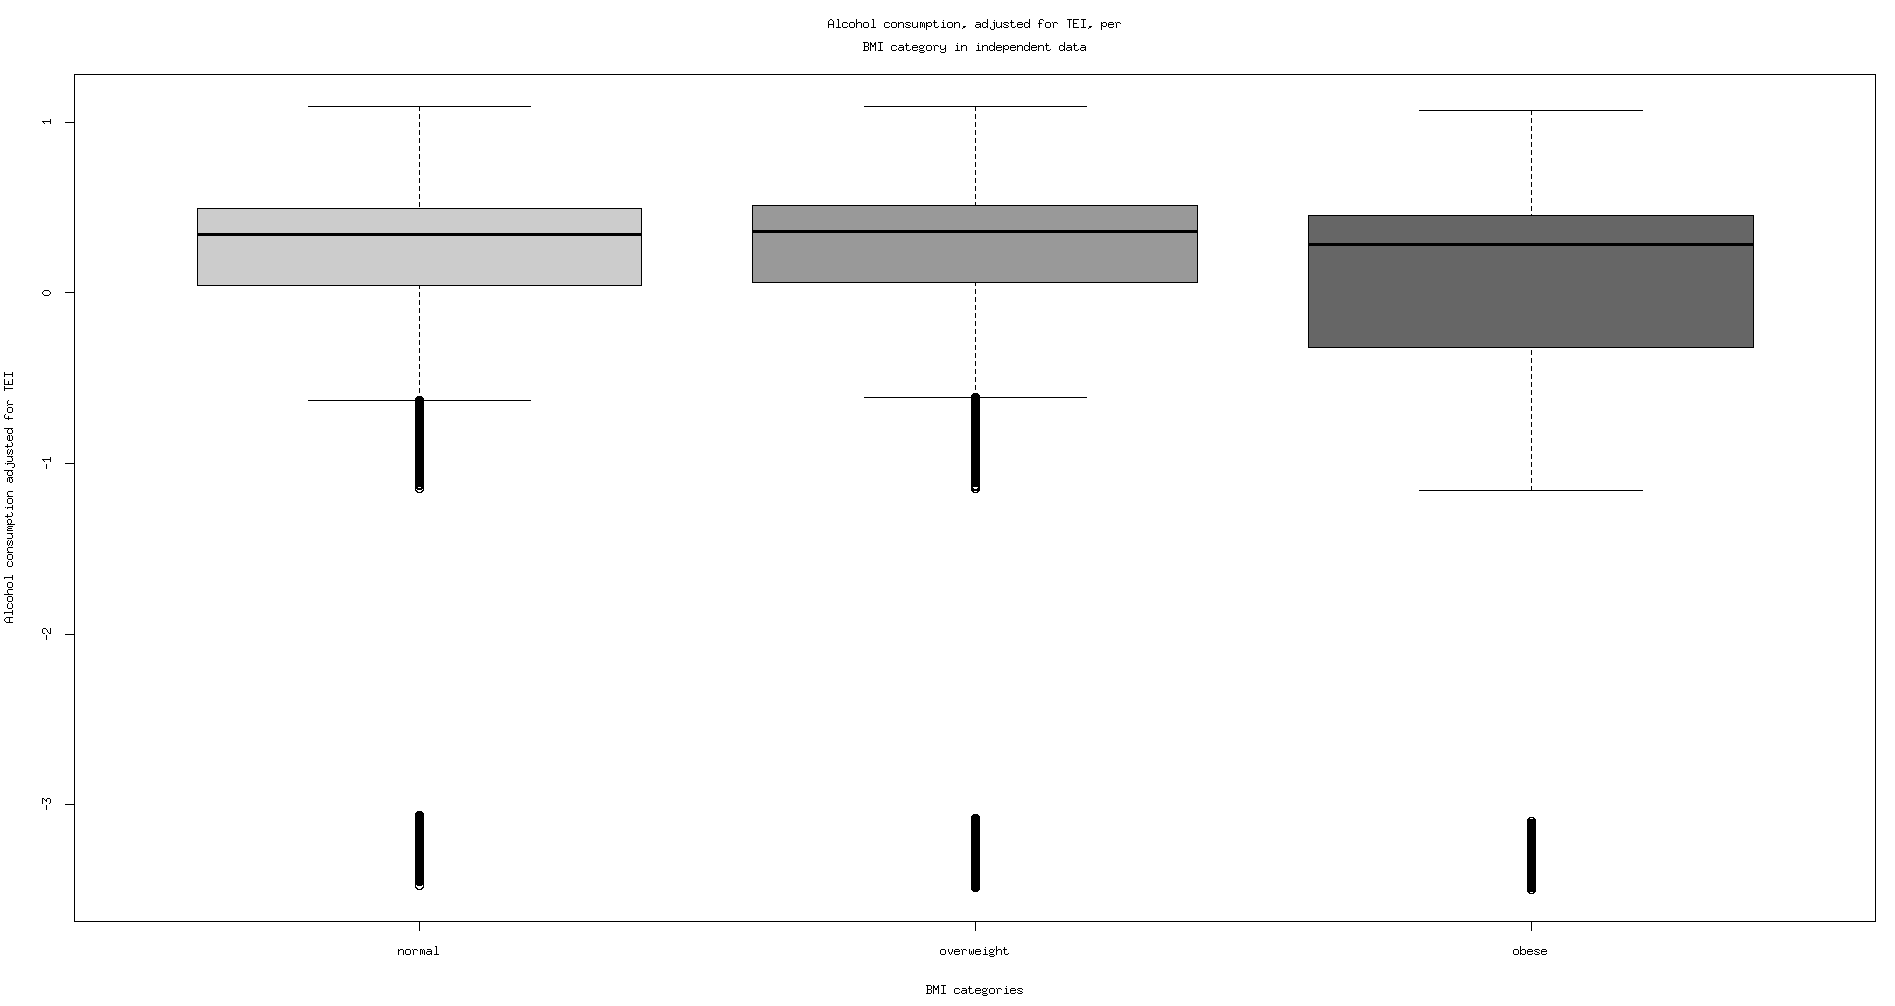 Alcohol consumption, adjusted for TEI, per
BMI category in independent data
Alcohol consumption adjusted for TEI
1
0
-1
-2
-3
normal
overweight
obese
BMI categories